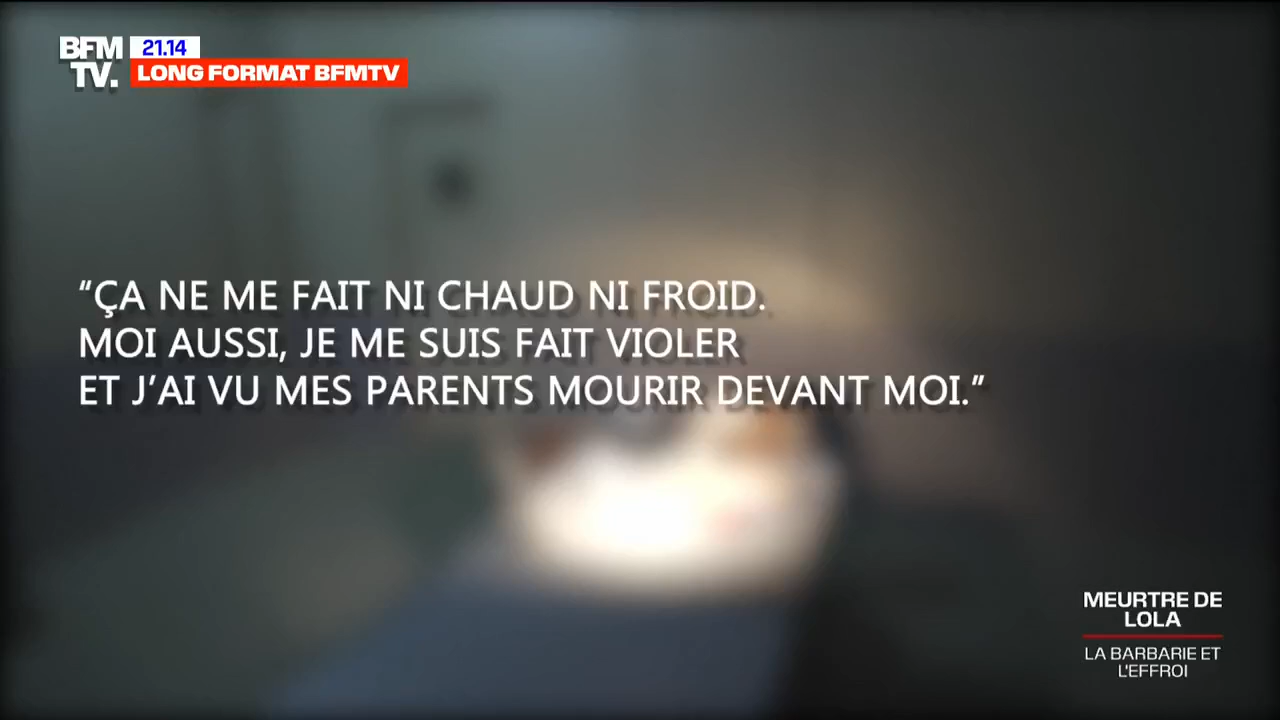 BFM
TV.
21.14
LONG FORMAT BFMTV
“ÇA NE ME FAIT NI CHAUD NI FROID.
MOI AUSSI, JE ME SUIS FAIT VIOLER
ET J’AI VU MES PARENTS MOURIR DEVANT MOI.”
MEURTRE DE
LOLA
LA BARBARIE ET
L’EFFROI